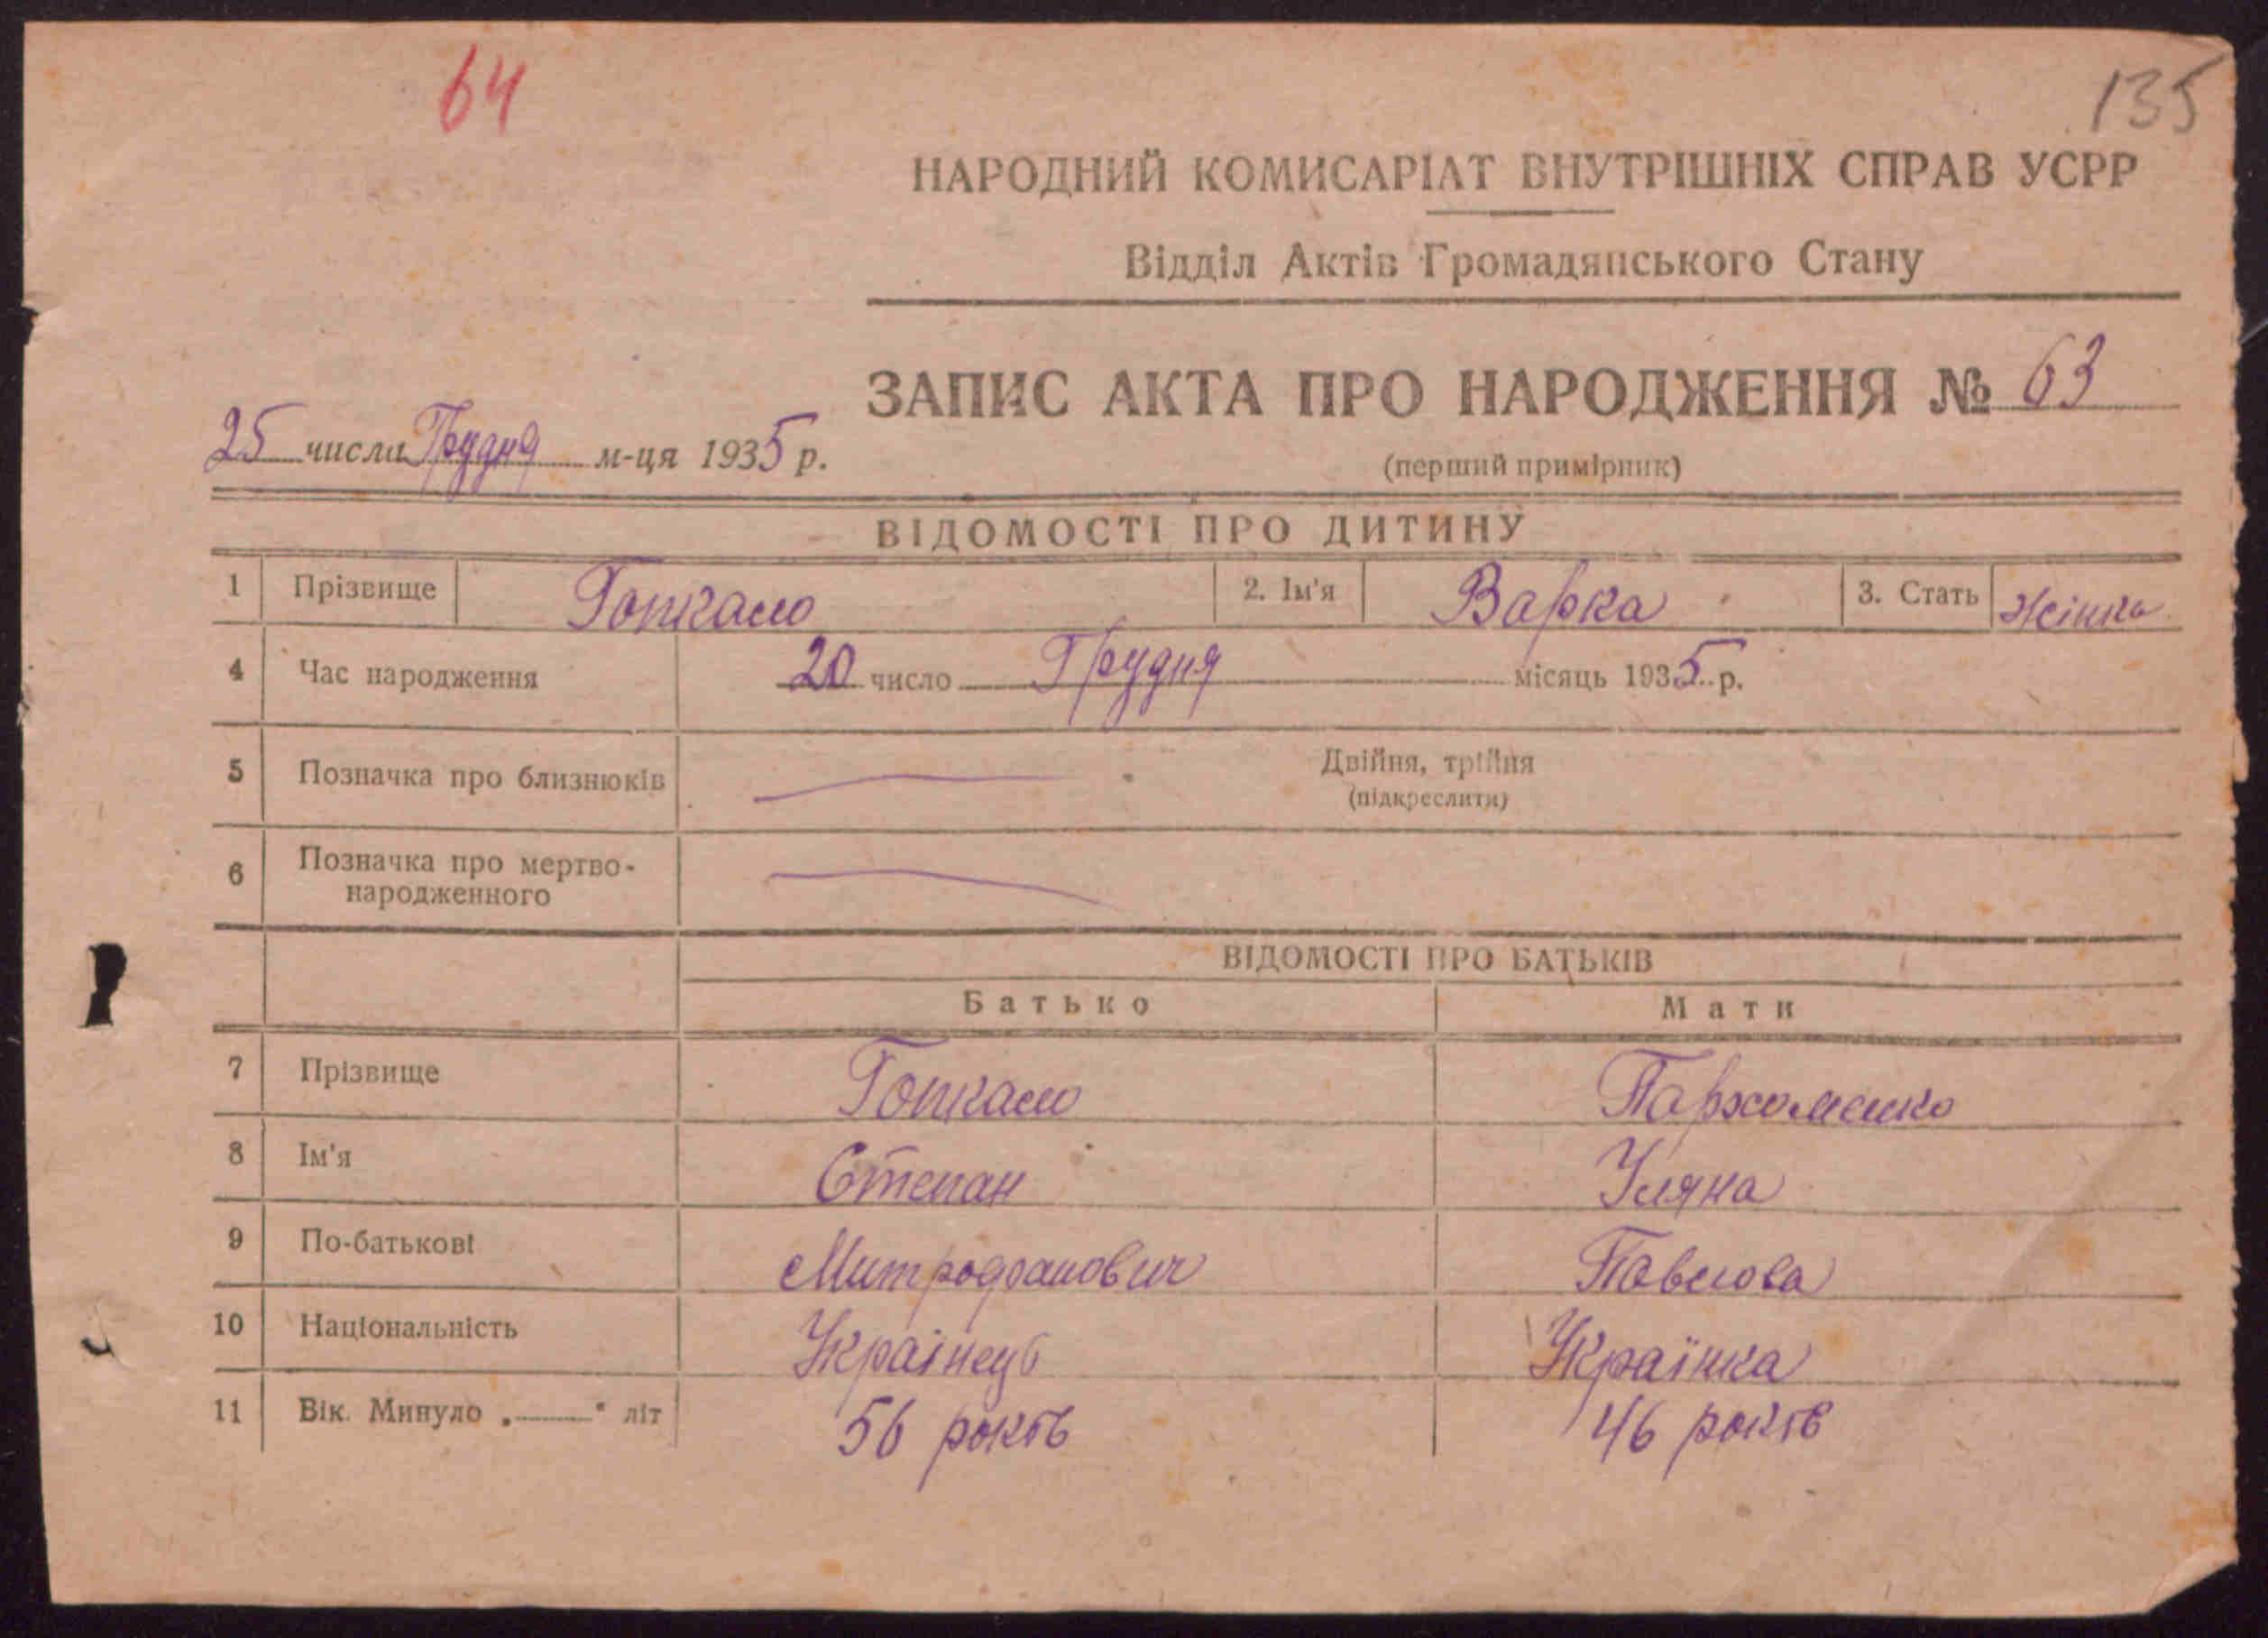 64
135
НАРОДНИЙ КОМИСАРІАТ ВНУТРІШНІХ СПРАВ УСРР
Відділ Актів Громадянського Стану
ЗАПИС АКТА ПРО НАРОДЖЕННЯ № 63
25 числа Грудня м-ця 1935 р.
(перший примірник)
ВІДОМОСТІ ПРО ДИТИНУ
1 Прізвище Гопкало 2. Ім'я Варка 3. Стать Жінка
4 Час народження 20 число Грудня місяць 1935 р.
5 Позначка про близнюків Двійня, трійня
(підкреслити)
6 Позначка про мертво-
народженного
ВІДОМОСТІ ПРО БАТЬКІВ
Батько Мати
7 Прізвище Гопкало Пархоменко
8 Ім'я Степан Уляна
9 По-батькові Митрофанович Павлова
10 Національність Українець Українка
11 Вік. Минуло „——“ літ 56 років 46 років